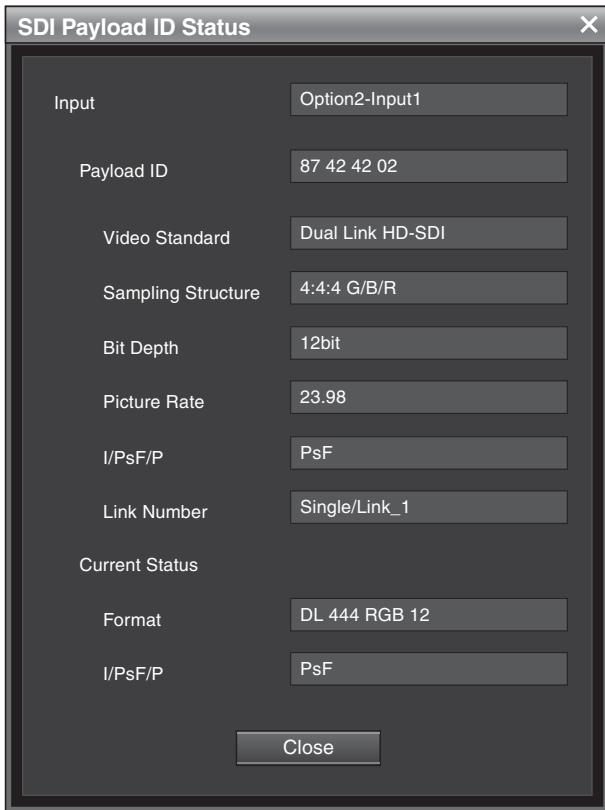 SDI Payload ID Status
Input Option2-Input1
Payload ID 87 42 42 02
Video Standard Dual Link HD-SDI
Sampling Structure 4:4:4 G/B/R
Bit Depth 12bit
Picture Rate 23.98
I/PsF/P PsF
Link Number Single/Link_1
Current Status
Format DL 444 RGB 12
I/PsF/P PsF
Close